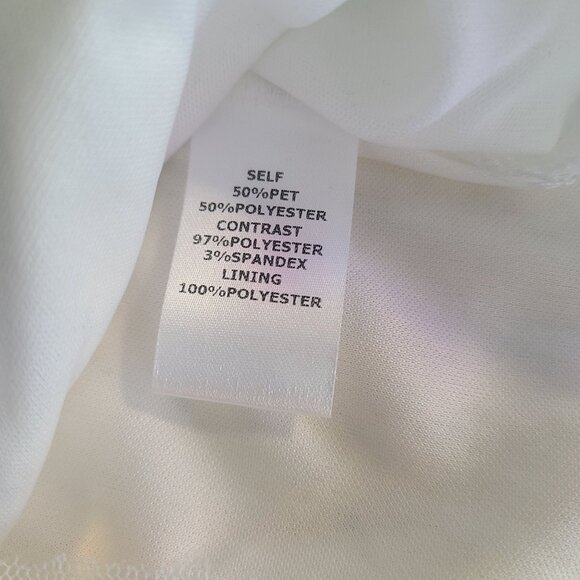 SELF
50%PET
50%POLYESTER
CONTRAST
97%POLYESTER
3%SPANDEX
LINING
100%POLYESTER